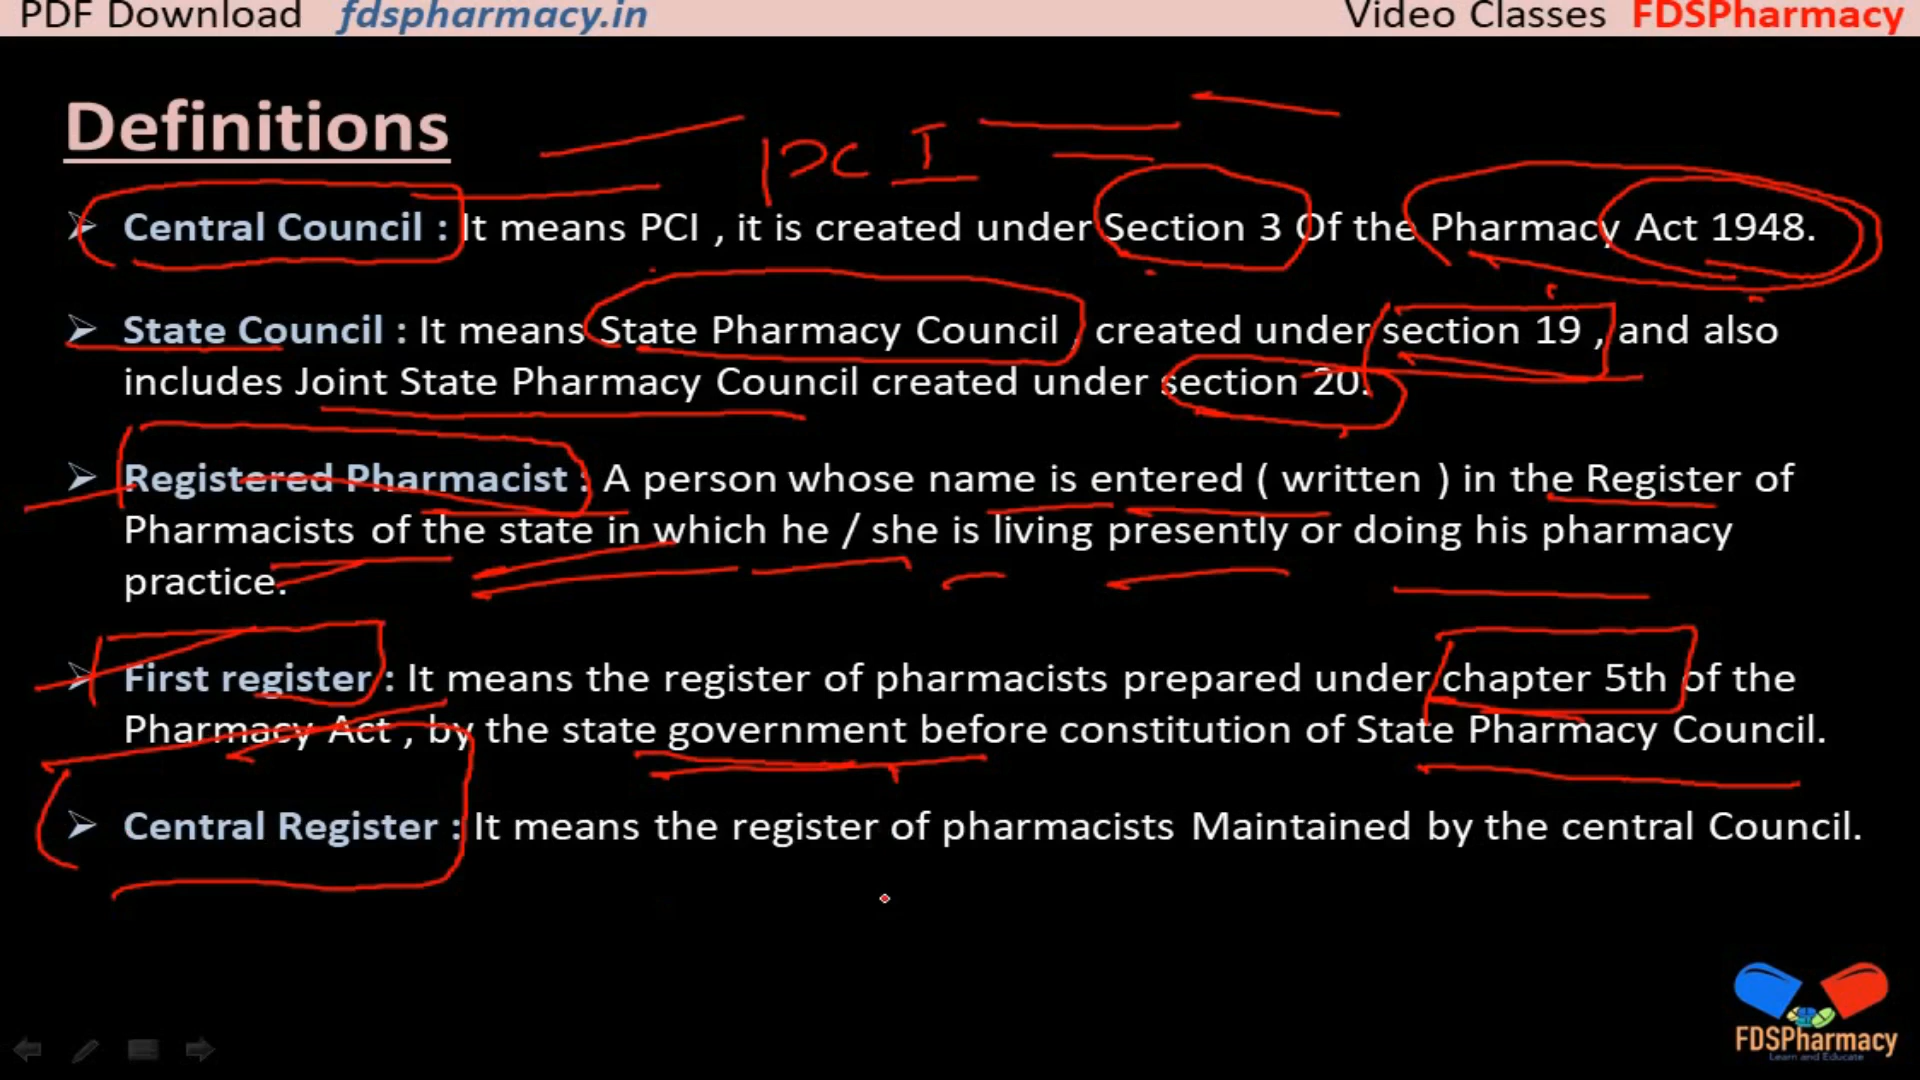 PDF Download fdspharmacy.in Video Classes FDSPharmacy
Definitions
PCI
Central Council : It means PCI , it is created under Section 3 Of the Pharmacy Act 1948.
State Council : It means State Pharmacy Council , created under section 19 , and also
includes Joint State Pharmacy Council created under section 20.
Registered Pharmacist : A person whose name is entered ( written ) in the Register of
Pharmacists of the state in which he / she is living presently or doing his pharmacy
practice.
First register : It means the register of pharmacists prepared under chapter 5th of the
Pharmacy Act , by the state government before constitution of State Pharmacy Council.
Central Register : It means the register of pharmacists Maintained by the central Council.
FDSPharmacy
Learn and Educate